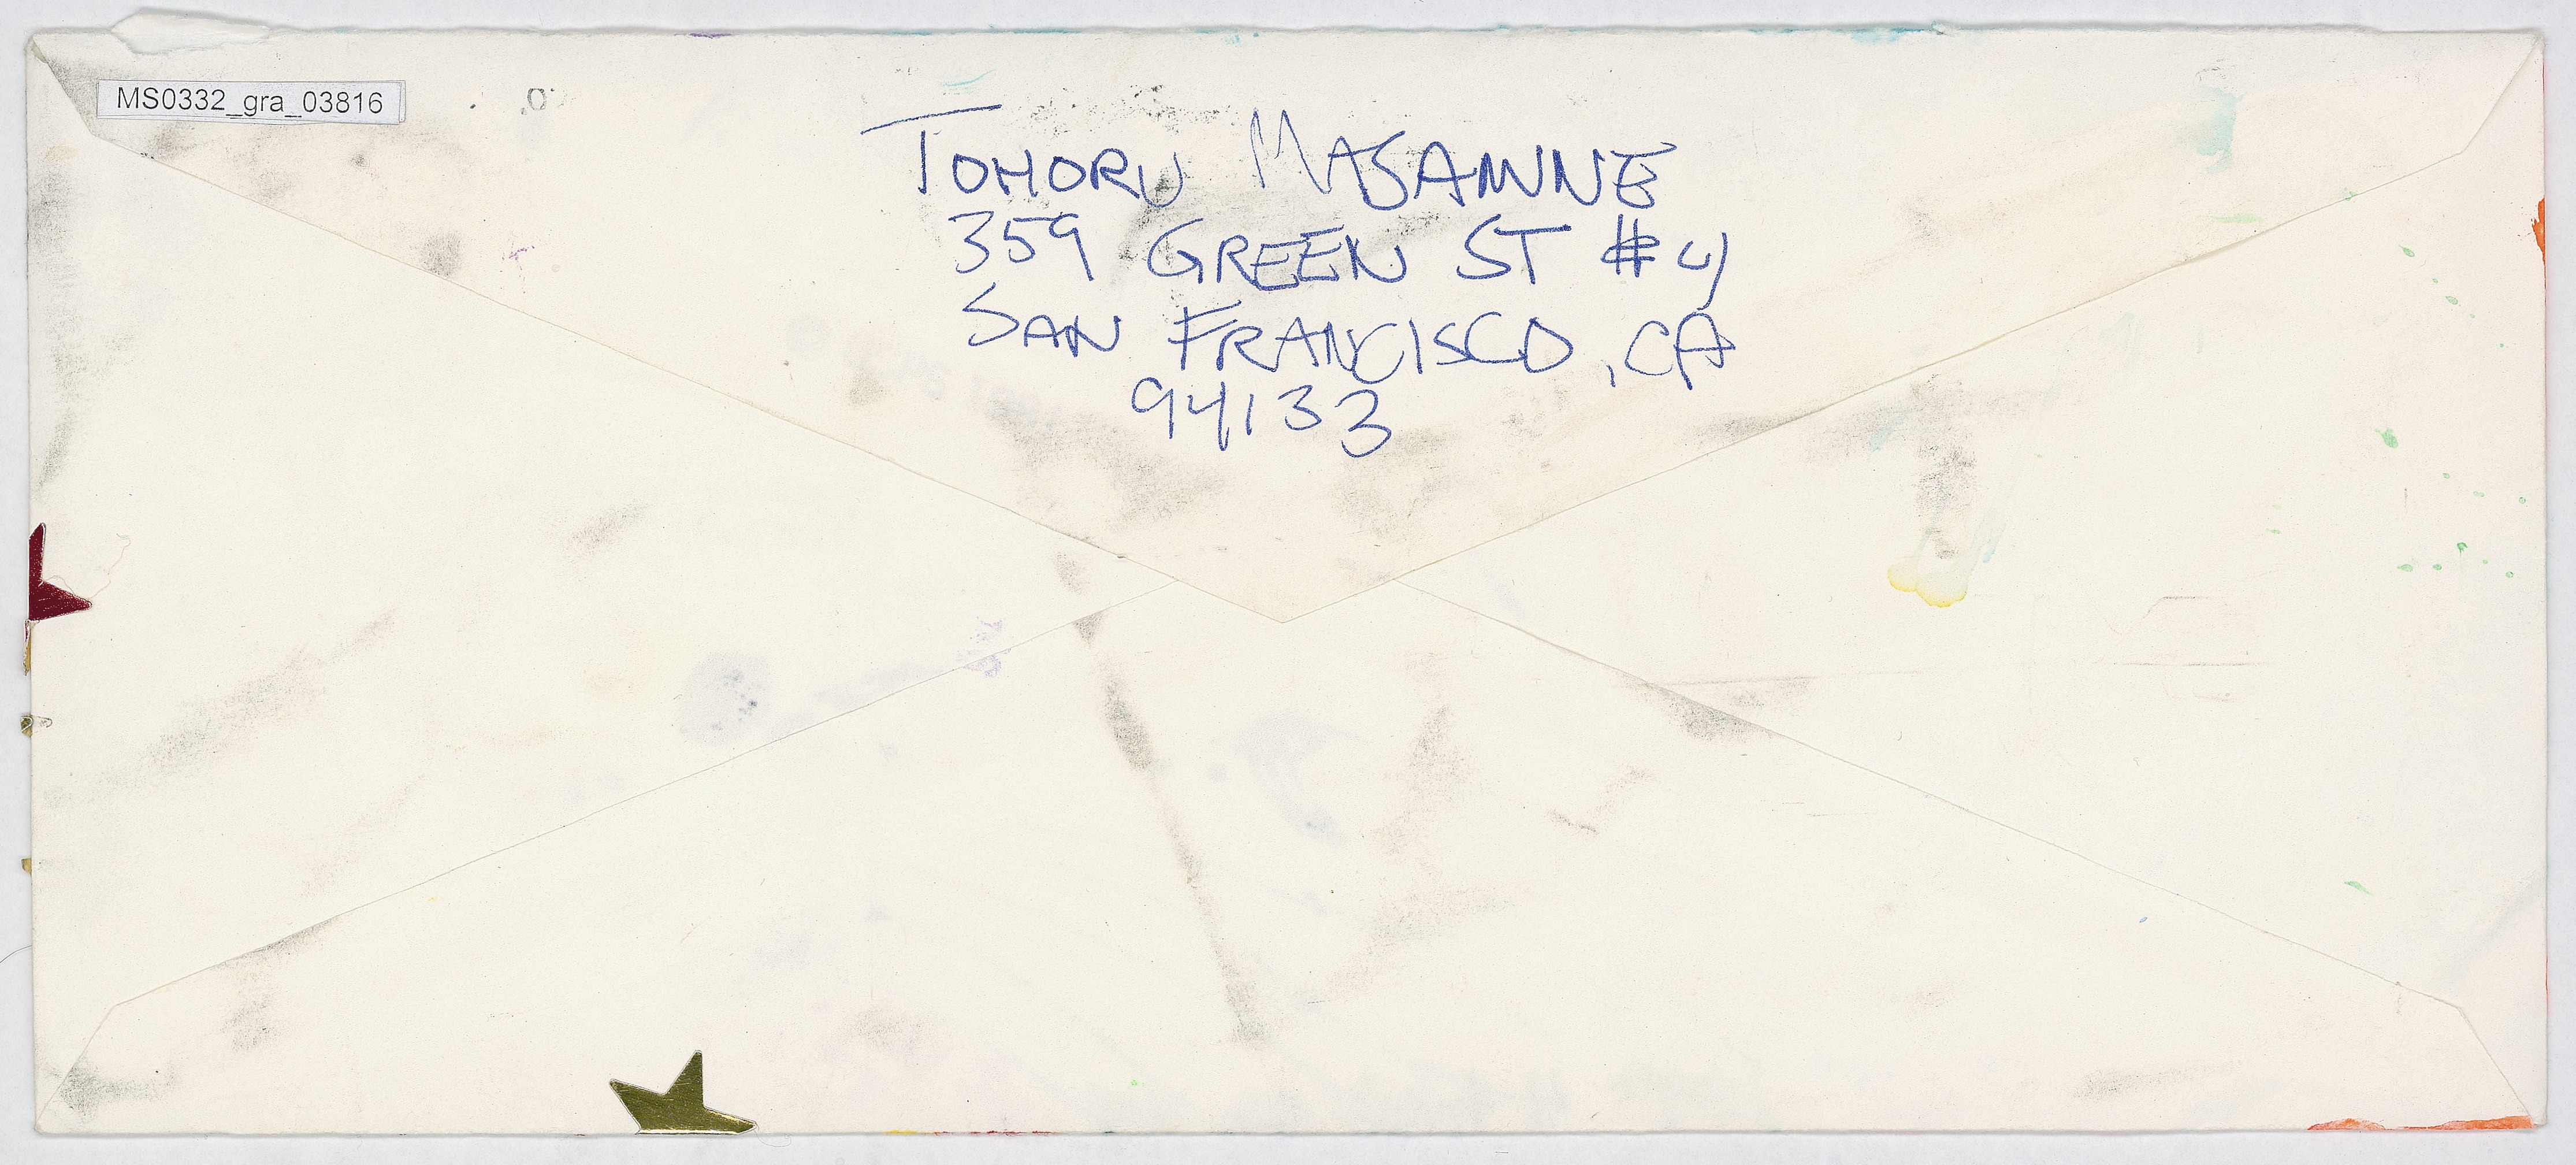 MS0332_gra_03816
TOHORU MASAMNE
359 GREEN ST #4
SAN FRANCISCO, CA
94133